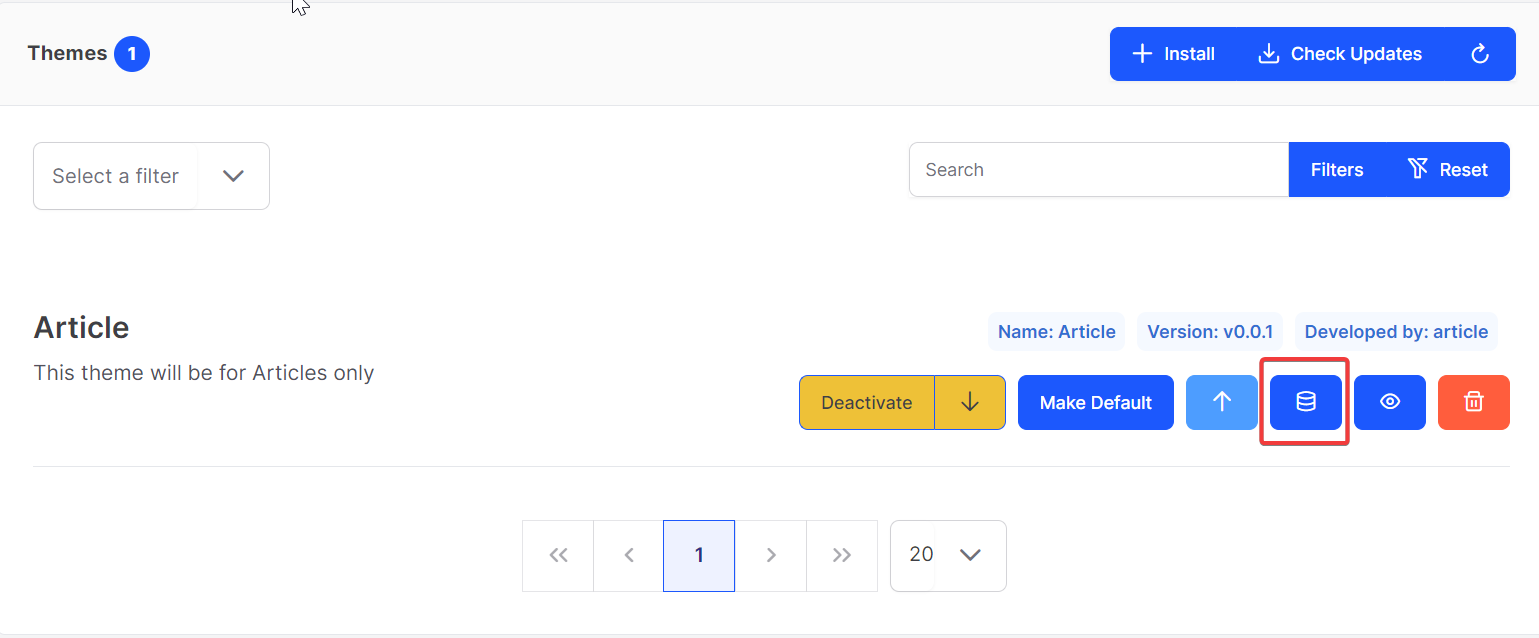 Themes 1
Install Check Updates
Select a filter
Search Filters Reset
Article
Name: Article Version: v0.0.1 Developed by: article
This theme will be for Articles only
Deactivate Make Default
1 20